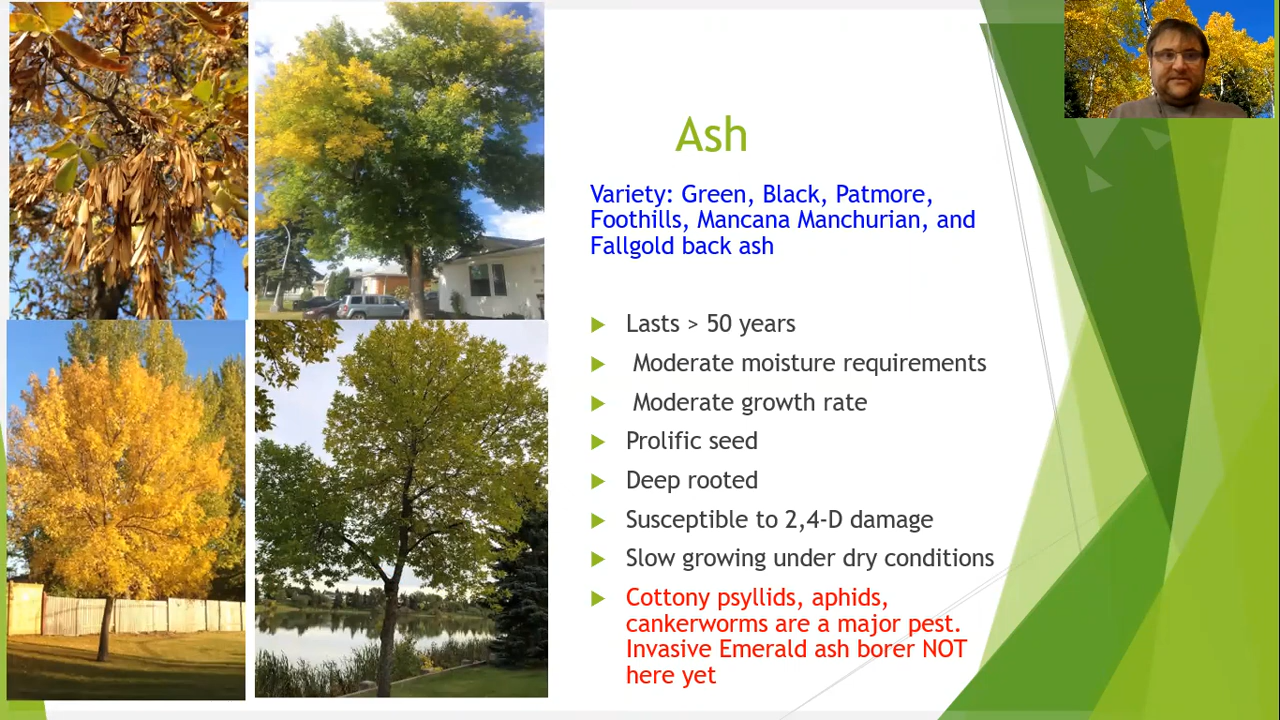 Ash
Variety: Green, Black, Patmore,
Foothills, Mancana Manchurian, and
Fallgold back ash
Lasts > 50 years
Moderate moisture requirements
Moderate growth rate
Prolific seed
Deep rooted
Susceptible to 2,4-D damage
Slow growing under dry conditions
Cottony psyllids, aphids,
cankerworms are a major pest.
Invasive Emerald ash borer NOT
here yet